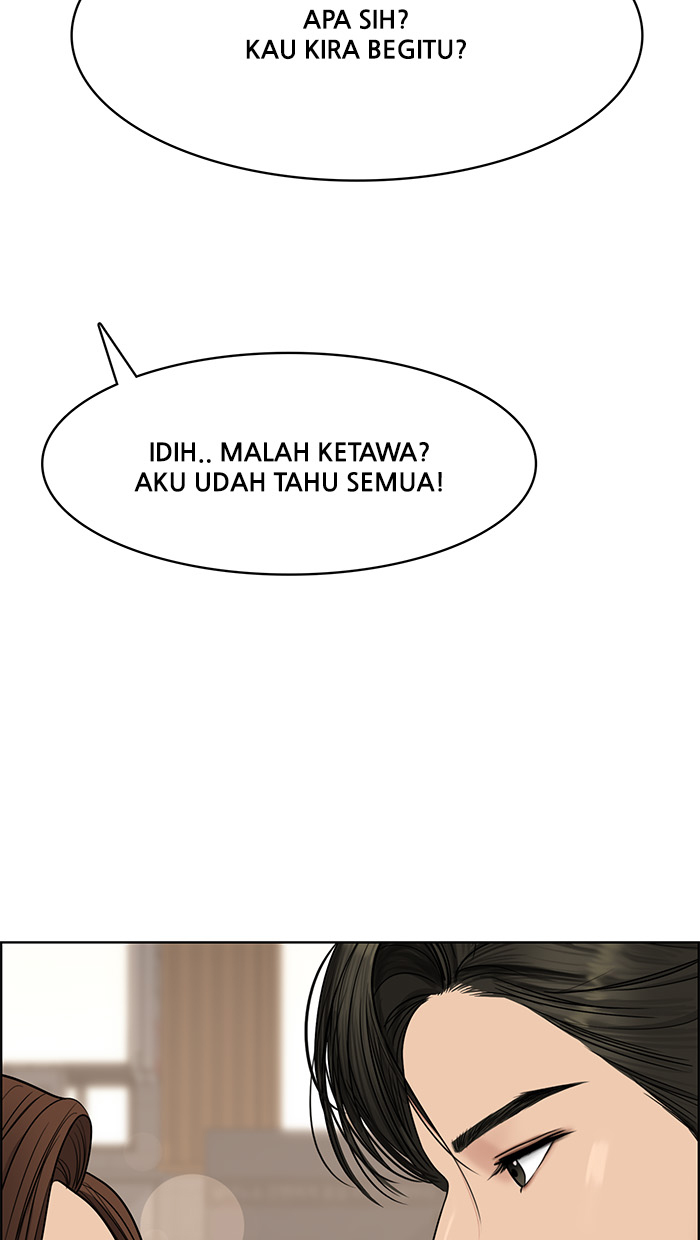 APA SIH?
KAU KIRA BEGITU?
IDIH.. MALAH KETAWA?
AKU UDAH TAHU SEMUA!